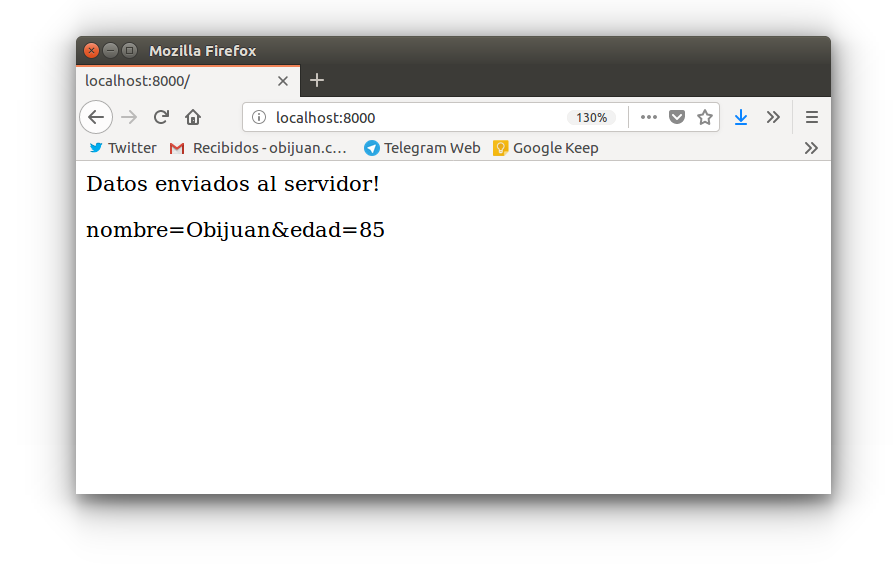 Mozilla Firefox
localhost:8000/
localhost:8000 130%
Twitter Recibidos - obijuan.c... Telegram Web Google Keep
Datos enviados al servidor!
nombre=Obijuan&edad=85